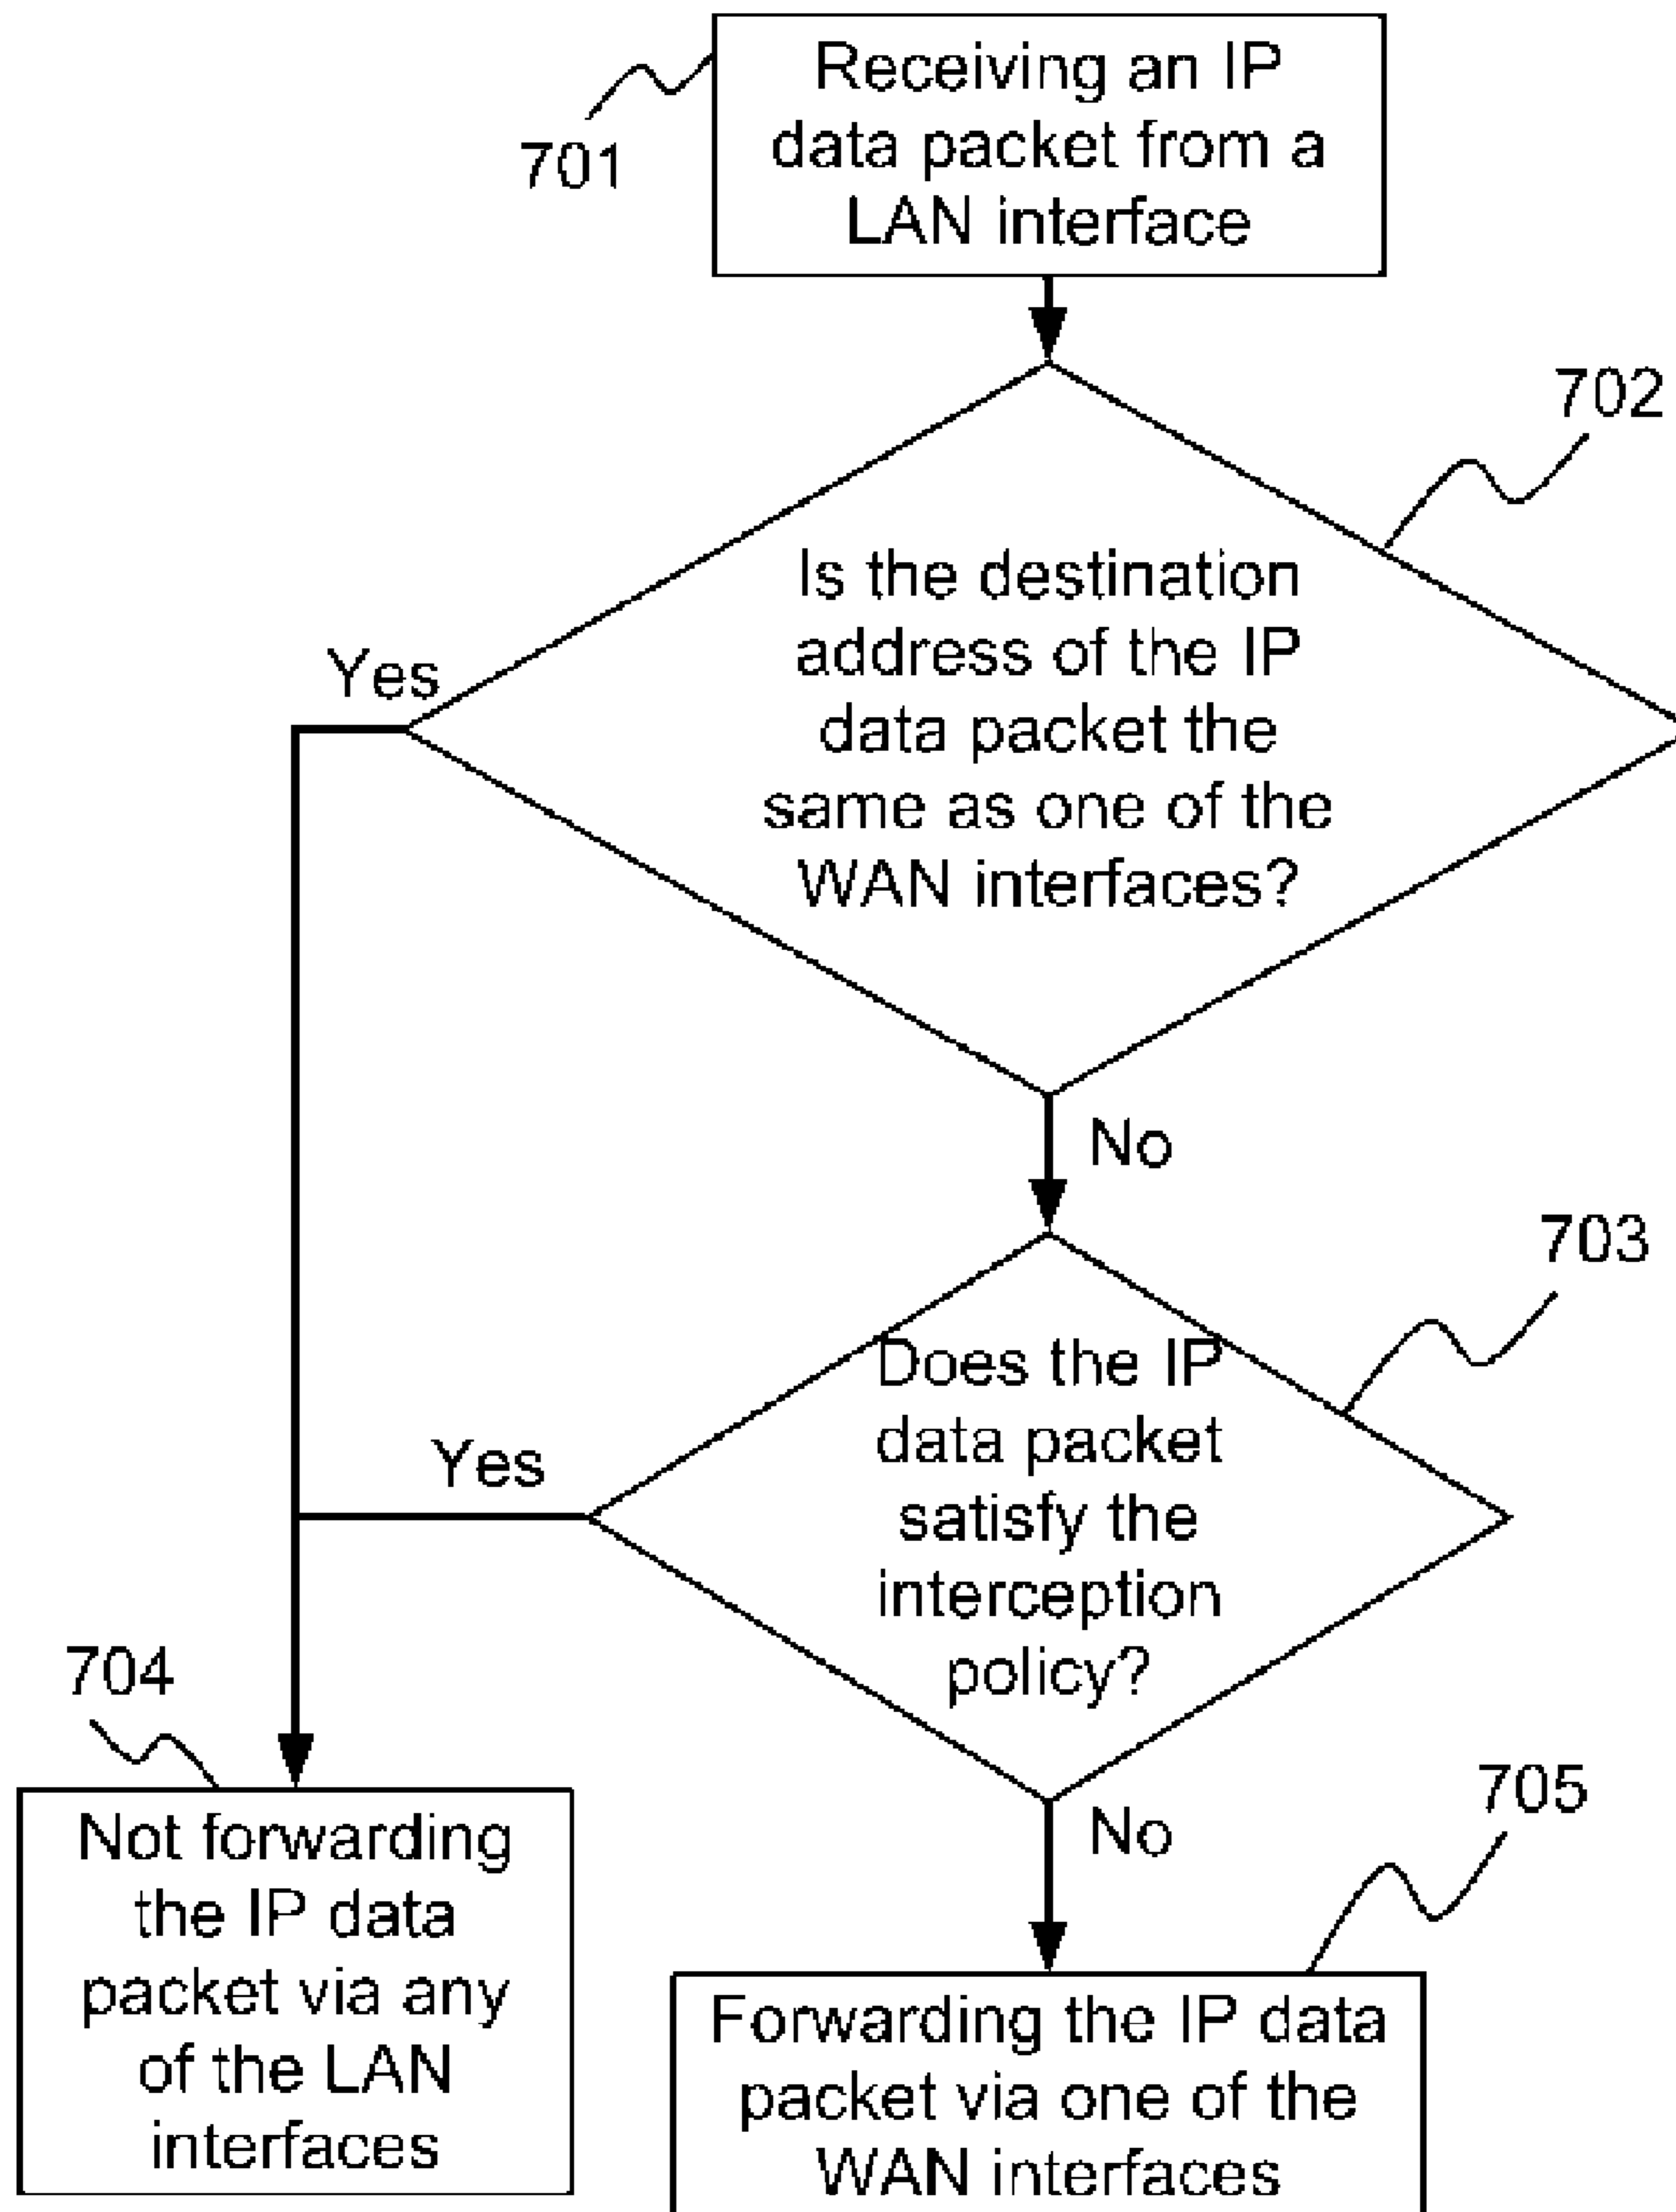 Receiving an IP
data packet from a
LAN interface
701
702
Is the destination
address of the IP
data packet the
same as one of the
WAN interfaces?
Yes
No
703
Does the IP
data packet
satisfy the
interception
policy?
Yes
704
No
705
Not forwarding
the IP data
packet via any
of the LAN
interfaces
Forwarding the IP data
packet via one of the
WAN interfaces